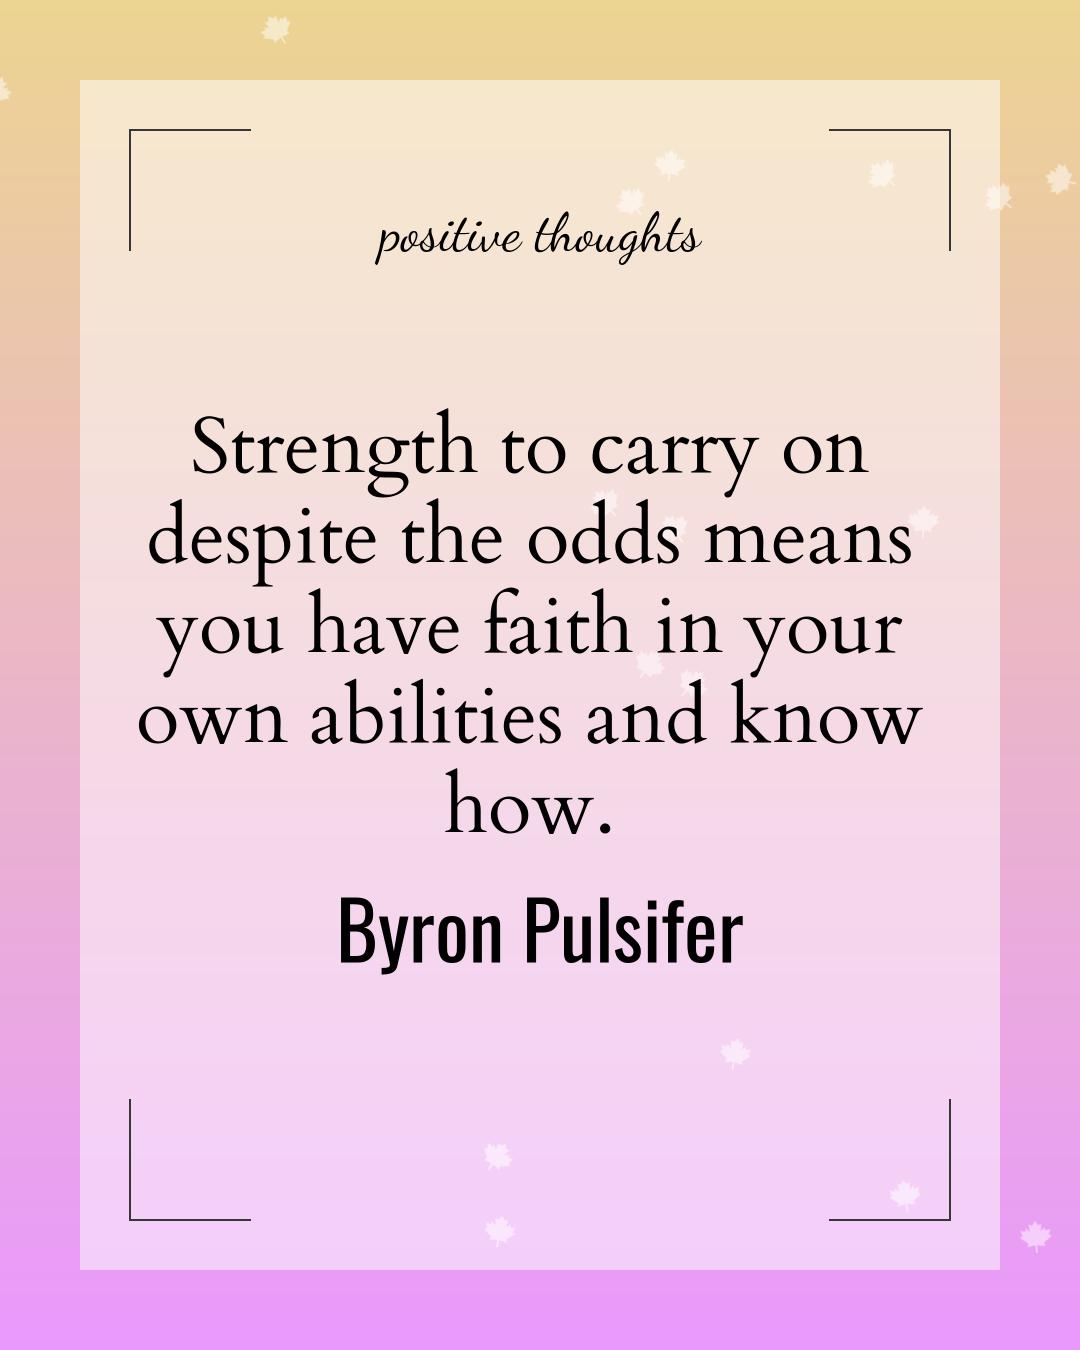 positive thoughts
Strength to carry on
despite the odds means
you have faith in your
own abilities and know
how.
Byron Pulsifer